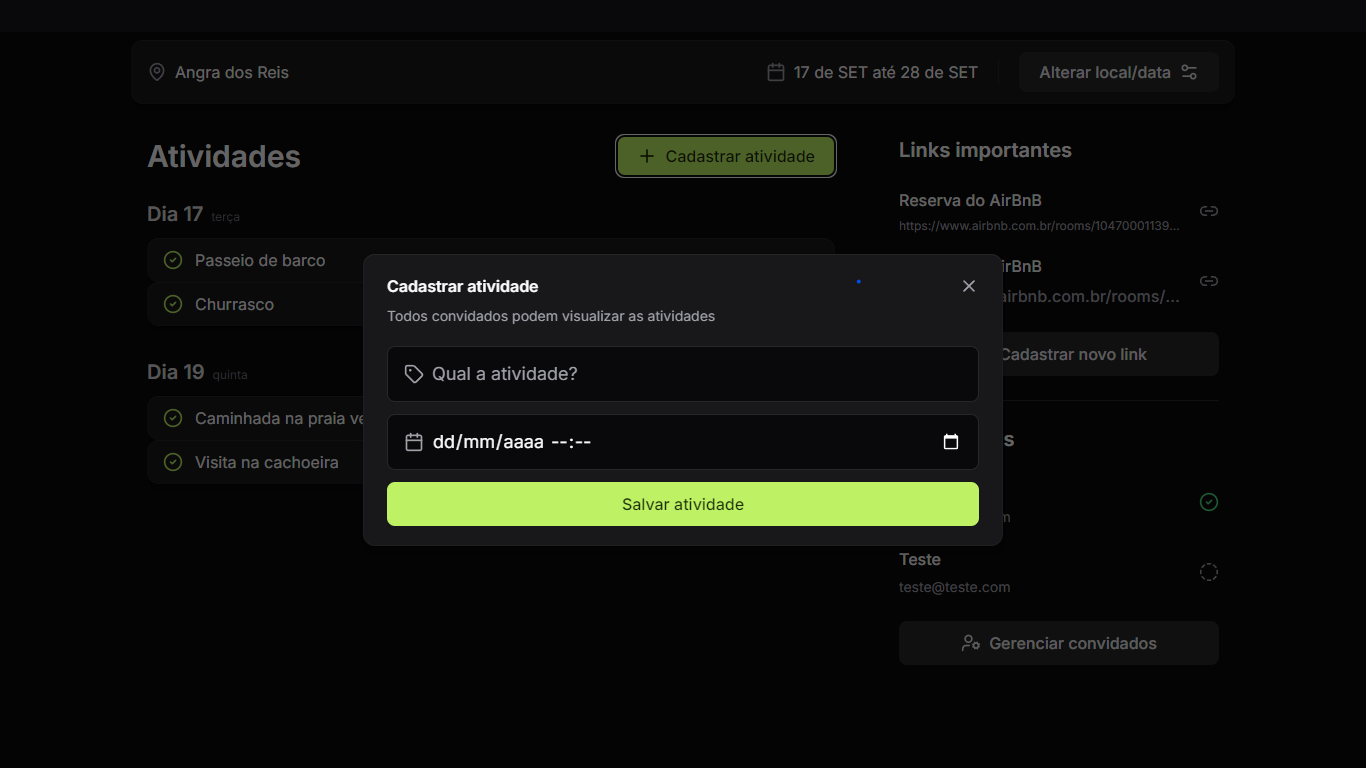 Angra dos Reis
17 de SET até 28 de SET
Alterar local/data
Atividades
Cadastrar atividade
Dia 17 terça
Passeio de barco
Churrasco
Dia 19 quinta
Caminhada na praia
Visita na cachoeira
Cadastrar atividade
Todos convidados podem visualizar as atividades
Qual a atividade?
dd/mm/aaaa --:--
Salvar atividade
Links importantes
Reserva do AirBnB
https://www.airbnb.com.br/rooms/10470001139...
irBnB
airbnb.com.br/rooms/...
Cadastrar novo link
s
m
Teste
teste@teste.com
Gerenciar convidados